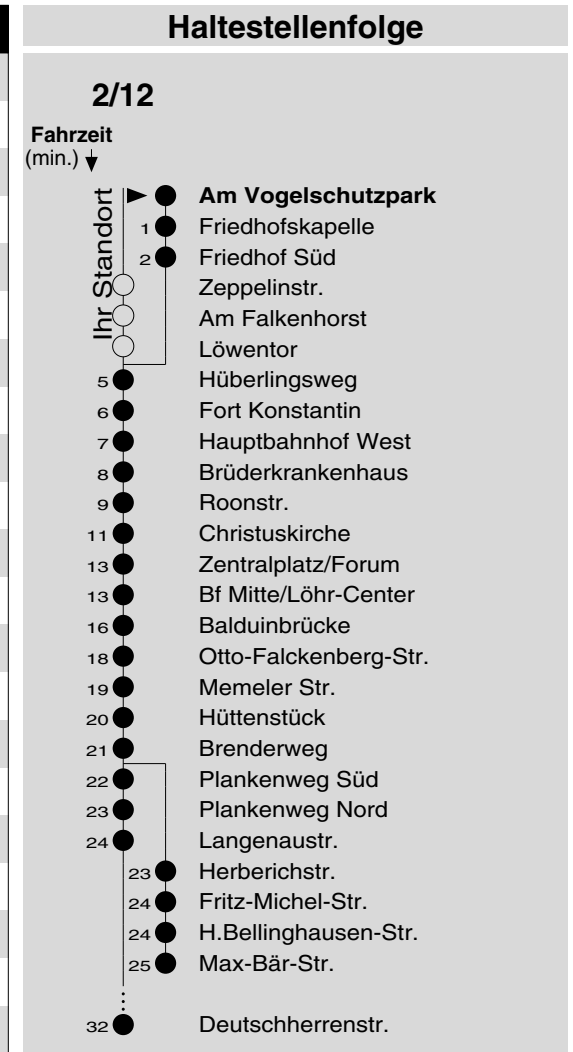 Haltestellenfolge
2/12
Fahrzeit
(min.)
Ihr Standort
Am Vogelschutzpark
1 Friedhofskapelle
2 Friedhof Süd
Zeppelinstr.
Am Falkenhorst
Löwentor
5 Hüberlingsweg
6 Fort Konstantin
7 Hauptbahnhof West
8 Brüderkrankenhaus
9 Roonstr.
11 Christuskirche
13 Zentralplatz/Forum
13 Bf Mitte/Löhr-Center
16 Balduinbrücke
18 Otto-Falckenberg-Str.
19 Memeler Str.
20 Hüttenstück
21 Brenderweg
22 Plankenweg Süd
23 Plankenweg Nord
24 Langenaustr.
23 Herberichstr.
24 Fritz-Michel-Str.
24 H.Bellinghausen-Str.
25 Max-Bär-Str.
32 Deutschherrenstr.